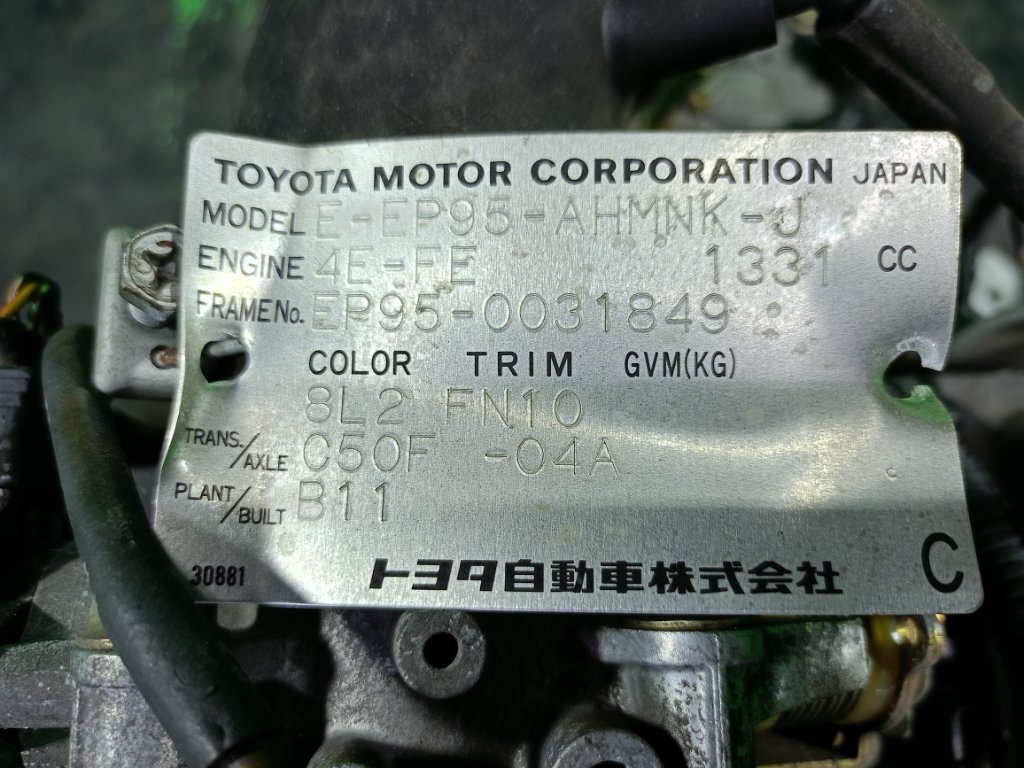 TOYOTA MOTOR CORPORATION JAPAN
MODEL E-EP95-AHMNK-J
ENGINE 4E-FE 1331 CC
FRAME No. EP95-0031849
COLOR TRIM GVM(KG)
8L2 FN10
TRANS./AXLE C50F -04A
PLANT/BUILT B11
30881 トヨタ自動車株式会社 C